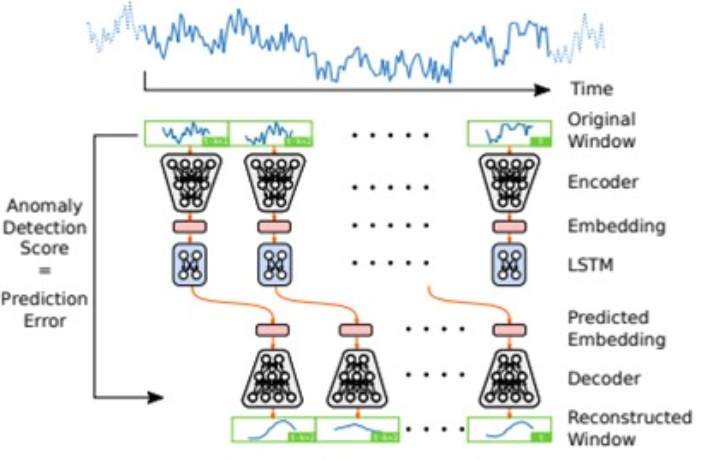 Time
Original
Window
Encoder
Embedding
LSTM
Anomaly
Detection
Score
=
Prediction
Error
Predicted
Embedding
Decoder
Reconstructed
Window